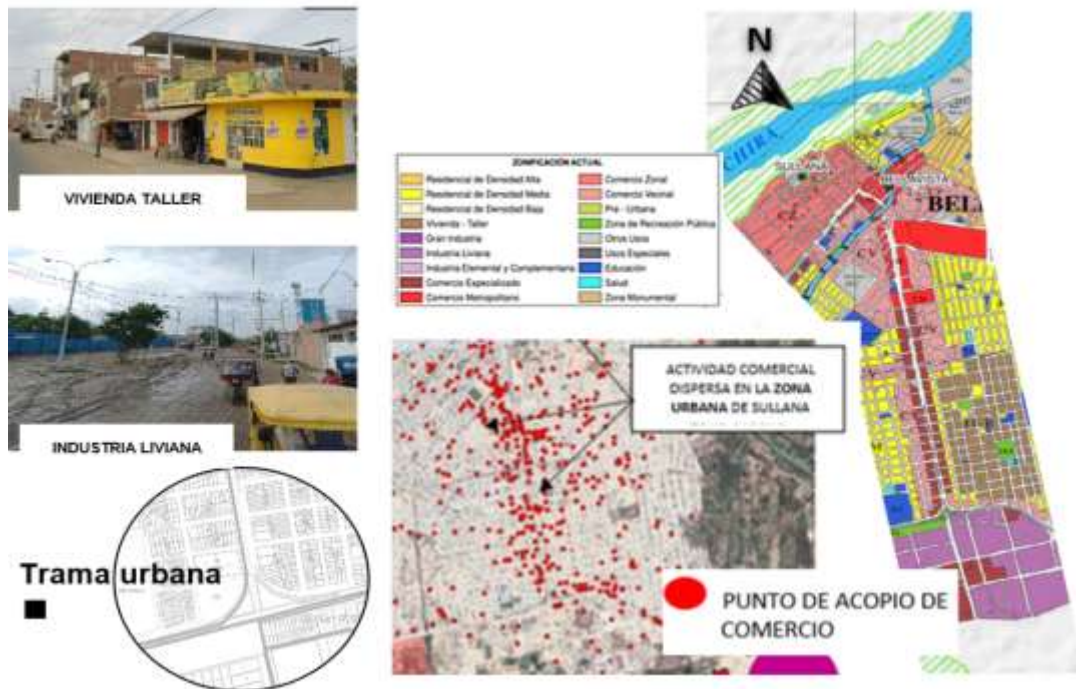 VIVIENDA TALLER
INDUSTRIA LIVIANA
Trama urbana
ZONIFICACIÓN ACTUAL
Residencial de Densidad Alta
Residencial de Densidad Media
Residencial de Densidad Baja
Vivienda - Taller
Gran Industria
Industria Liviana
Industria Elemental y Complementaria
Comercio Especializado
Comercio Metropolitano
Comercio Zonal
Comercio Vecinal
Pre - Urbana
Zona de Recreación Pública
Otros Usos
Usos Especiales
Educación
Salud
Zona Monumental
ACTIVIDAD COMERCIAL
DISPERSA EN LA ZONA
URBANA DE SULLANA
PUNTO DE ACOPIO DE
COMERCIO
N
CHIRA
SULLANA
BELLAVISTA
BEL
CZ
CV